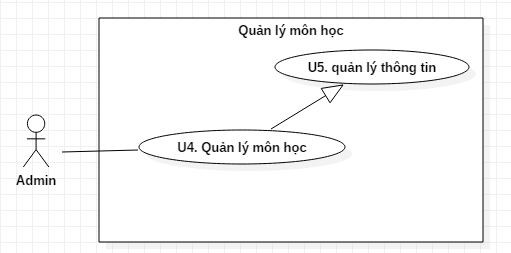 Quản lý môn học
U5. quản lý thông tin
U4. Quản lý môn học
Admin